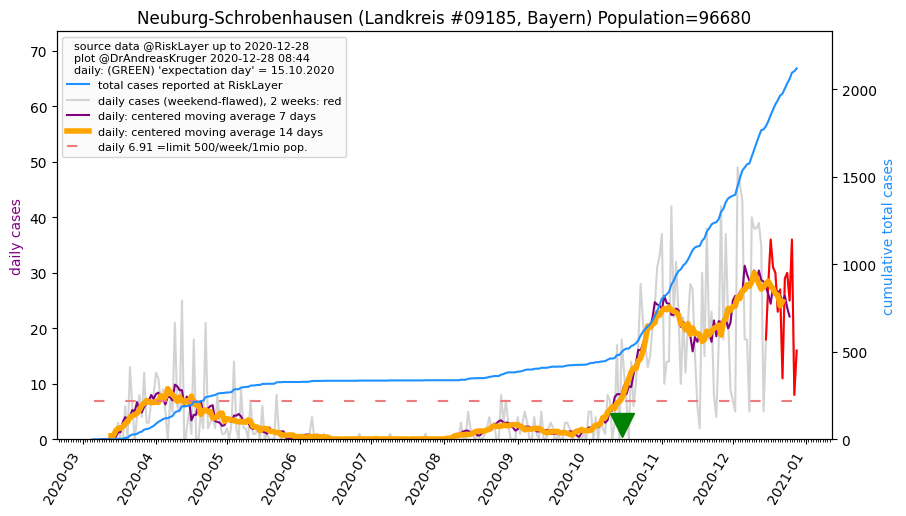 Neuburg-Schrobenhausen (Landkreis #09185, Bayern) Population=96680
source data @RiskLayer up to 2020-12-28
plot @DrAndreasKruger 2020-12-28 08:44
daily: (GREEN) 'expectation day' = 15.10.2020
total cases reported at RiskLayer
daily cases (weekend-flawed), 2 weeks: red
daily: centered moving average 7 days
daily: centered moving average 14 days
daily 6.91 =limit 500/week/1mio pop.
daily cases
70
60
50
40
30
20
10
0
cumulative total cases
2000
1500
1000
500
0
2020-03
2020-04
2020-05
2020-06
2020-07
2020-08
2020-09
2020-10
2020-11
2020-12
2021-01